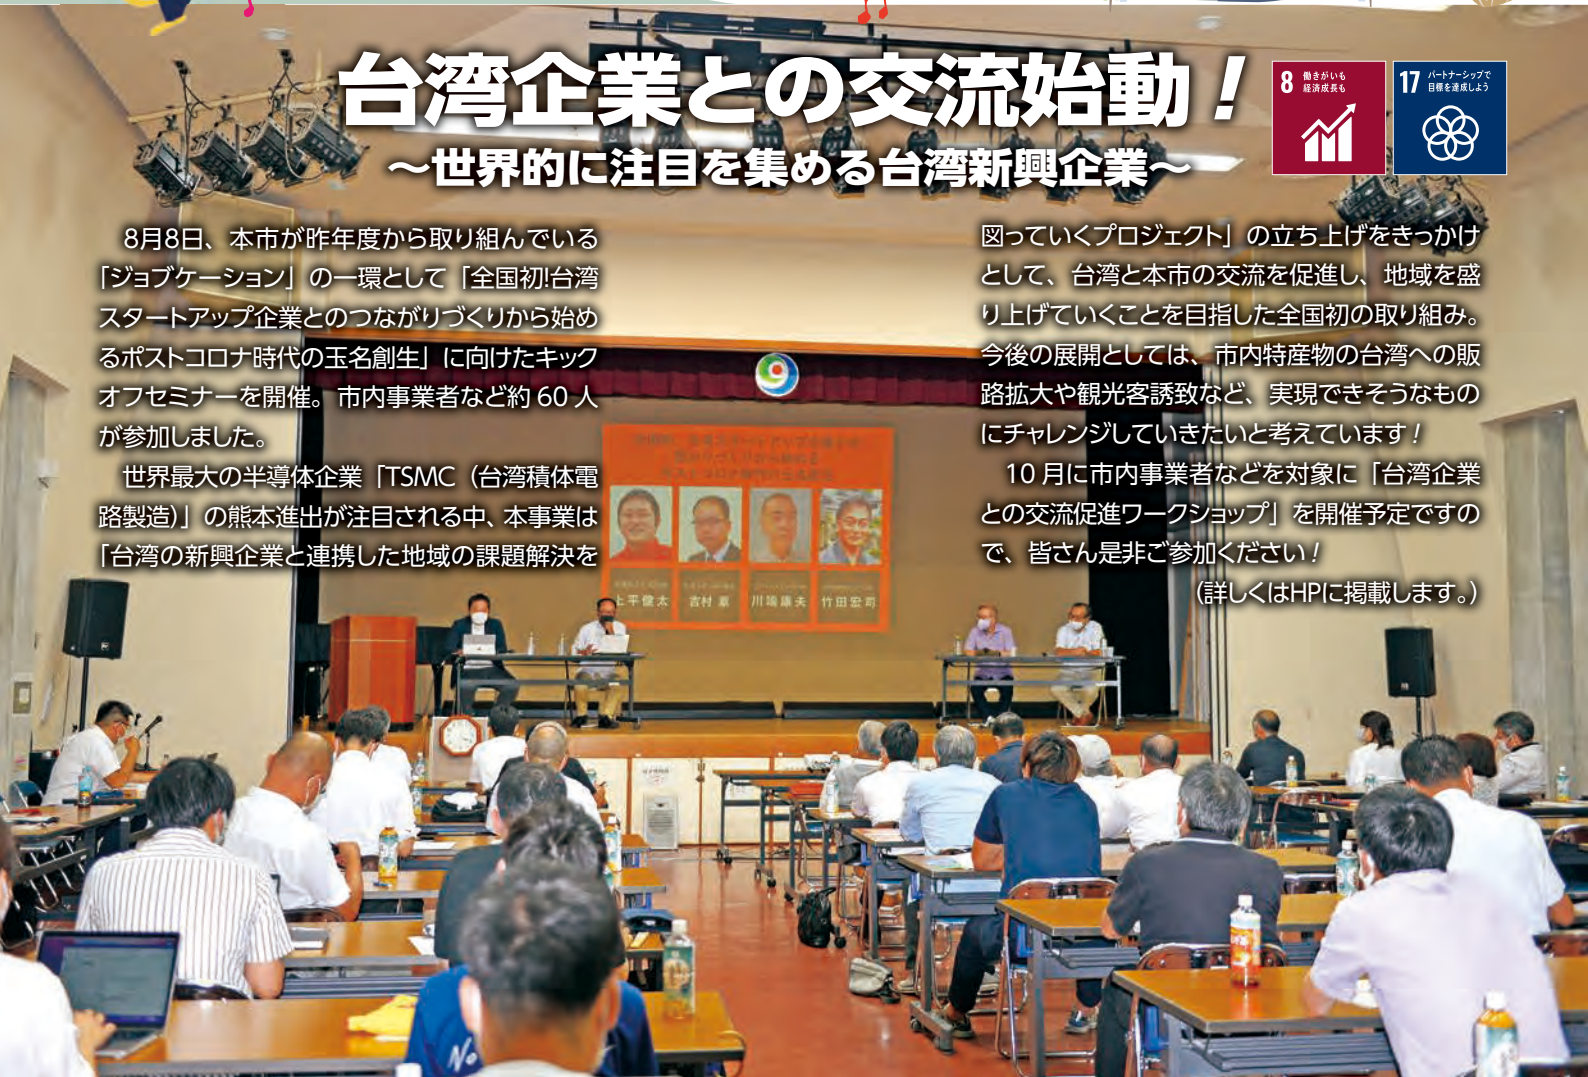 台湾企業との交流始動！
～世界的に注目を集める台湾新興企業～
8 働きがいも
経済成長も
17 パートナーシップで
目標を達成しよう
8月8日、本市が昨年度から取り組んでいる
「ジョブケーション」の一環として「全国初!台湾
スタートアップ企業とのつながりづくりから始め
るポストコロナ時代の玉名創生」に向けたキック
オフセミナーを開催。市内事業者など約60人
が参加しました。
世界最大の半導体企業「TSMC（台湾積体電
路製造）」の熊本進出が注目される中、本事業は
「台湾の新興企業と連携した地域の課題解決を
図っていくプロジェクト」の立ち上げをきっかけ
として、台湾と本市の交流を促進し、地域を盛
り上げていくことを目指した全国初の取り組み。
今後の展開としては、市内特産物の台湾への販
路拡大や観光客誘致など、実現できそうなもの
にチャレンジしていきたいと考えています！
10月に市内事業者などを対象に「台湾企業
との交流促進ワークショップ」を開催予定ですの
で、皆さん是非ご参加ください！
（詳しくはHPに掲載します。）
上平健太 吉村 章 川端康夫 竹田宏司